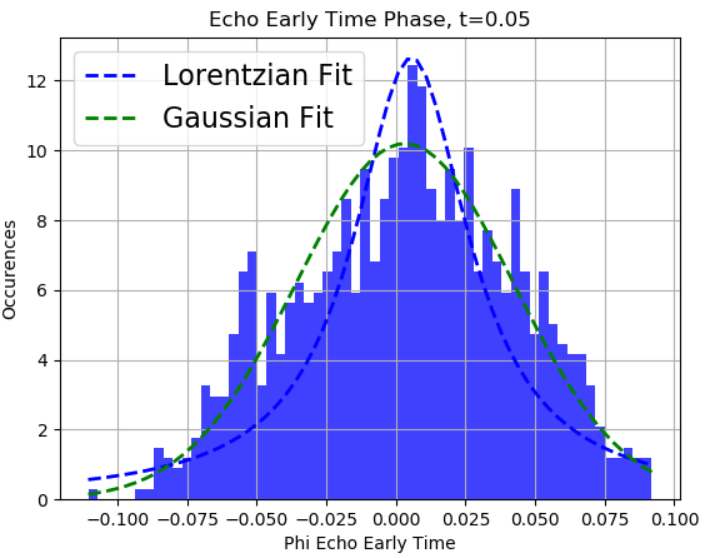 Echo Early Time Phase, t=0.05
Lorentzian Fit
Gaussian Fit
Occurences
12
10
8
6
4
2
0
−0.100 −0.075 −0.050 −0.025 0.000 0.025 0.050 0.075 0.100
Phi Echo Early Time